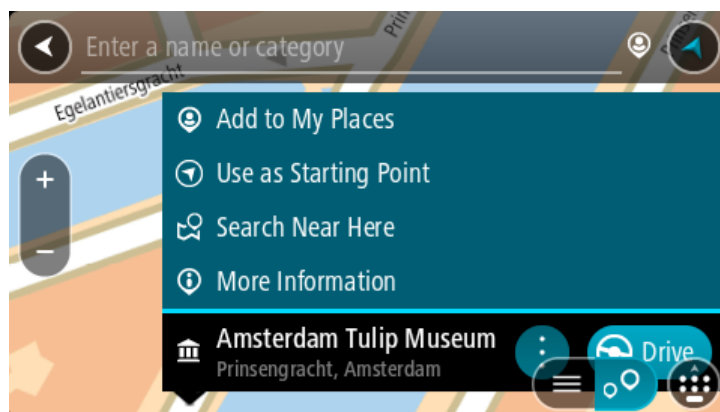 Enter a name or category
Egelantiersgracht
Add to My Places
Use as Starting Point
Search Near Here
More Information
Amsterdam Tulip Museum
Prinsengracht, Amsterdam
Drive